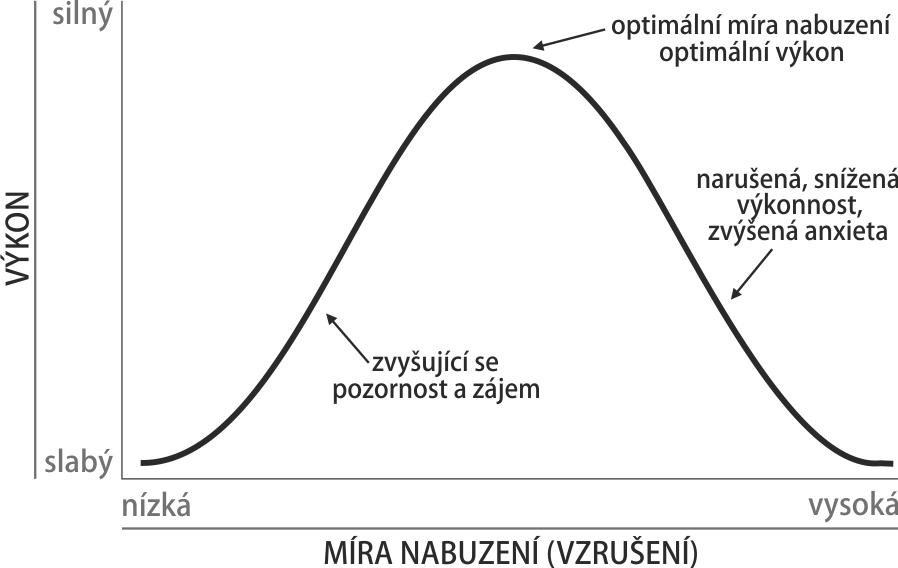 silný
optimální míra nabuzení
optimální výkon
narušená, snížená
výkonnost,
zvýšená anxieta
VÝKON
zvyšující se
pozornost a zájem
slabý
nízká
vysoká
MÍRA NABUZENÍ (VZRUŠENÍ)